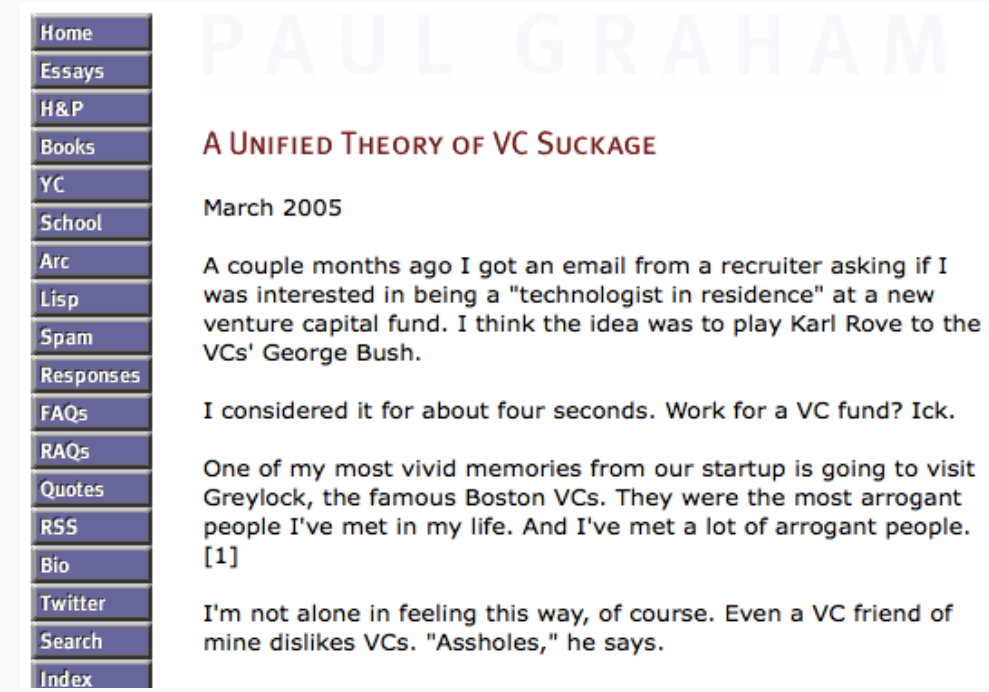 Home
Essays
H&P
Books
YC
School
Arc
Lisp
Spam
Responses
FAQs
RAQs
Quotes
RSS
Bio
Twitter
Search
Index
PAUL GRAHAM
A UNIFIED THEORY OF VC SUCKAGE
March 2005
A couple months ago I got an email from a recruiter asking if I
was interested in being a "technologist in residence" at a new
venture capital fund. I think the idea was to play Karl Rove to the
VCs' George Bush.
I considered it for about four seconds. Work for a VC fund? Ick.
One of my most vivid memories from our startup is going to visit
Greylock, the famous Boston VCs. They were the most arrogant
people I've met in my life. And I've met a lot of arrogant people.
[1]
I'm not alone in feeling this way, of course. Even a VC friend of
mine dislikes VCs. "Assholes," he says.